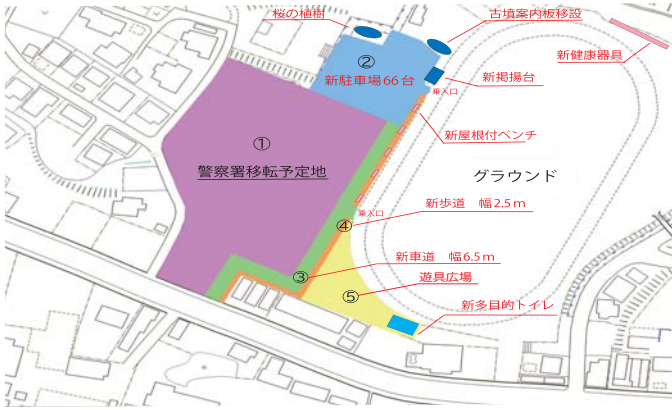 桜の植樹
古墳案内板移設
新健康器具
②
新駐車場66台
新掲揚台
乗入口
新屋根付ベンチ
①
警察署移転予定地
グラウンド
乗入口
新歩道　幅2.5m
④
新車道　幅6.5m
③
遊具広場
⑤
新多目的トイレ